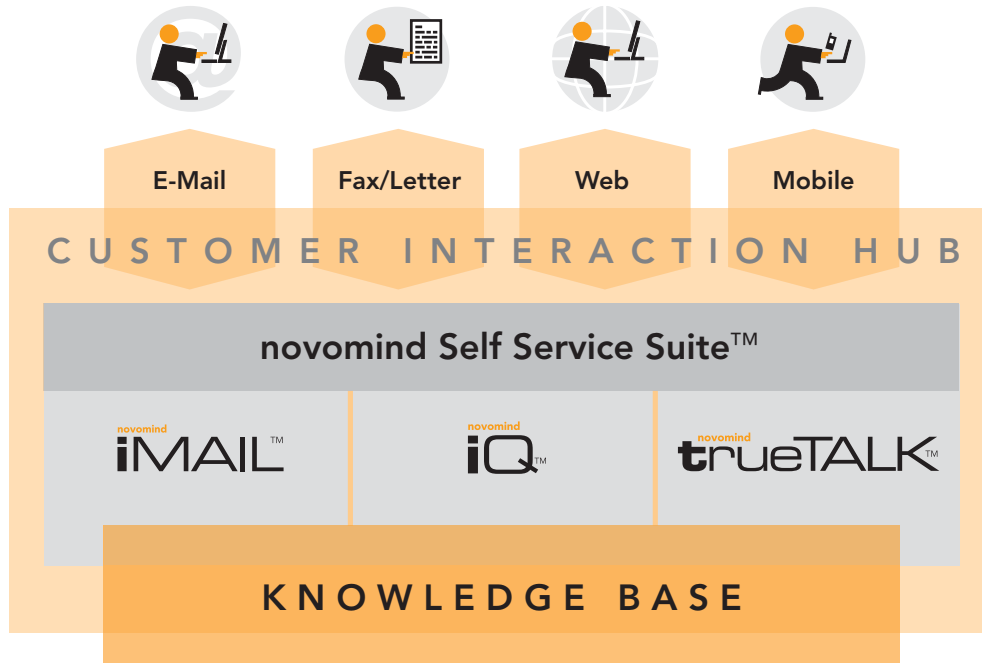 E-Mail Fax/Letter Web Mobile
CUSTOMER INTERACTION HUB
novomind Self Service Suite™
novomind novomind novomind
iMAIL™ iQ™ trueTALK™
KNOWLEDGE BASE